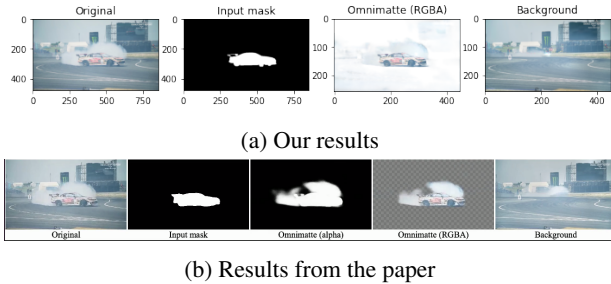 Original Input mask Omnimatte (RGBA) Background
0 0 0 0
200 200 100 100
400 400 200 200
0 250 500 750 0 250 500 750 0 200 400 0 200 400
(a) Our results
Original Input mask Omnimatte (alpha) Omnimatte (RGBA) Background
(b) Results from the paper